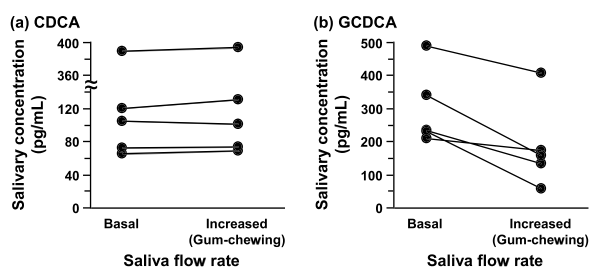 (a) CDCA
Salivary concentration
(pg/mL)
400
360
120
80
40
0
Basal
Increased
(Gum-chewing)
Saliva flow rate
(b) GCDCA
Salivary concentration
(pg/mL)
500
400
300
200
100
0
Basal
Increased
(Gum-chewing)
Saliva flow rate